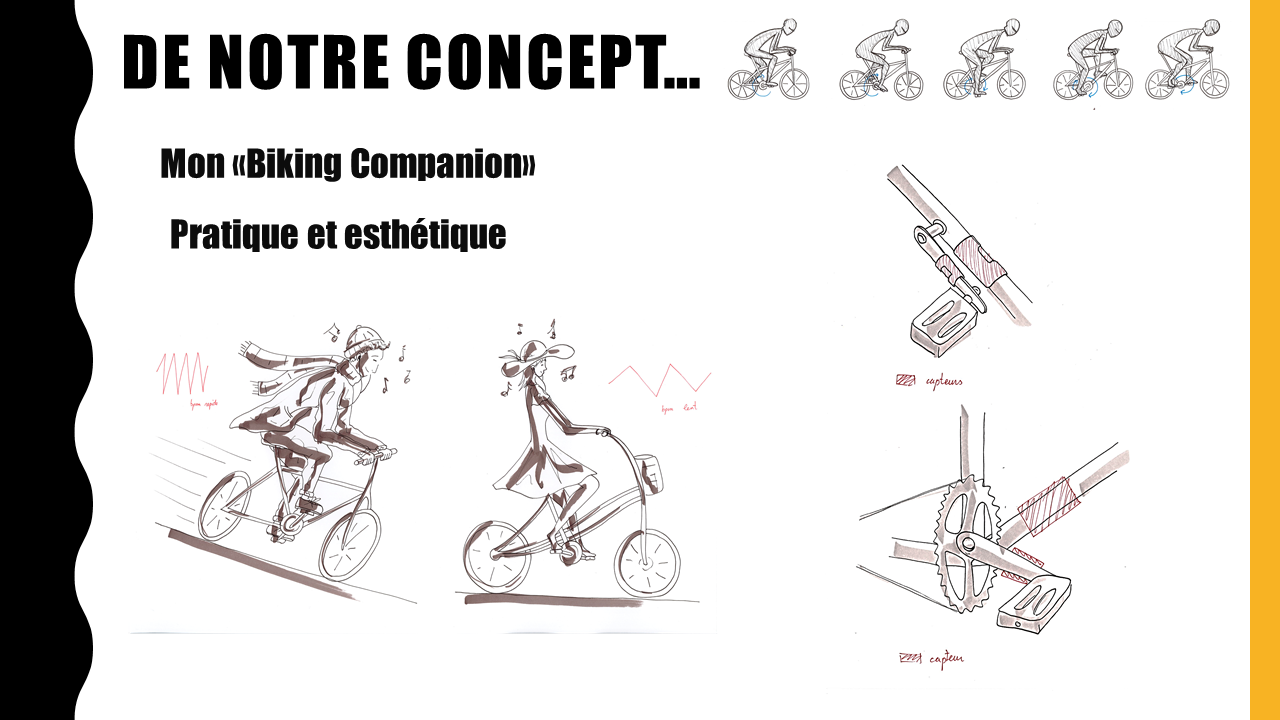 DE NOTRE CONCEPT...
Mon «Biking Companion»
Pratique et esthétique
bpm rapide
bpm lent
capteurs
capteur